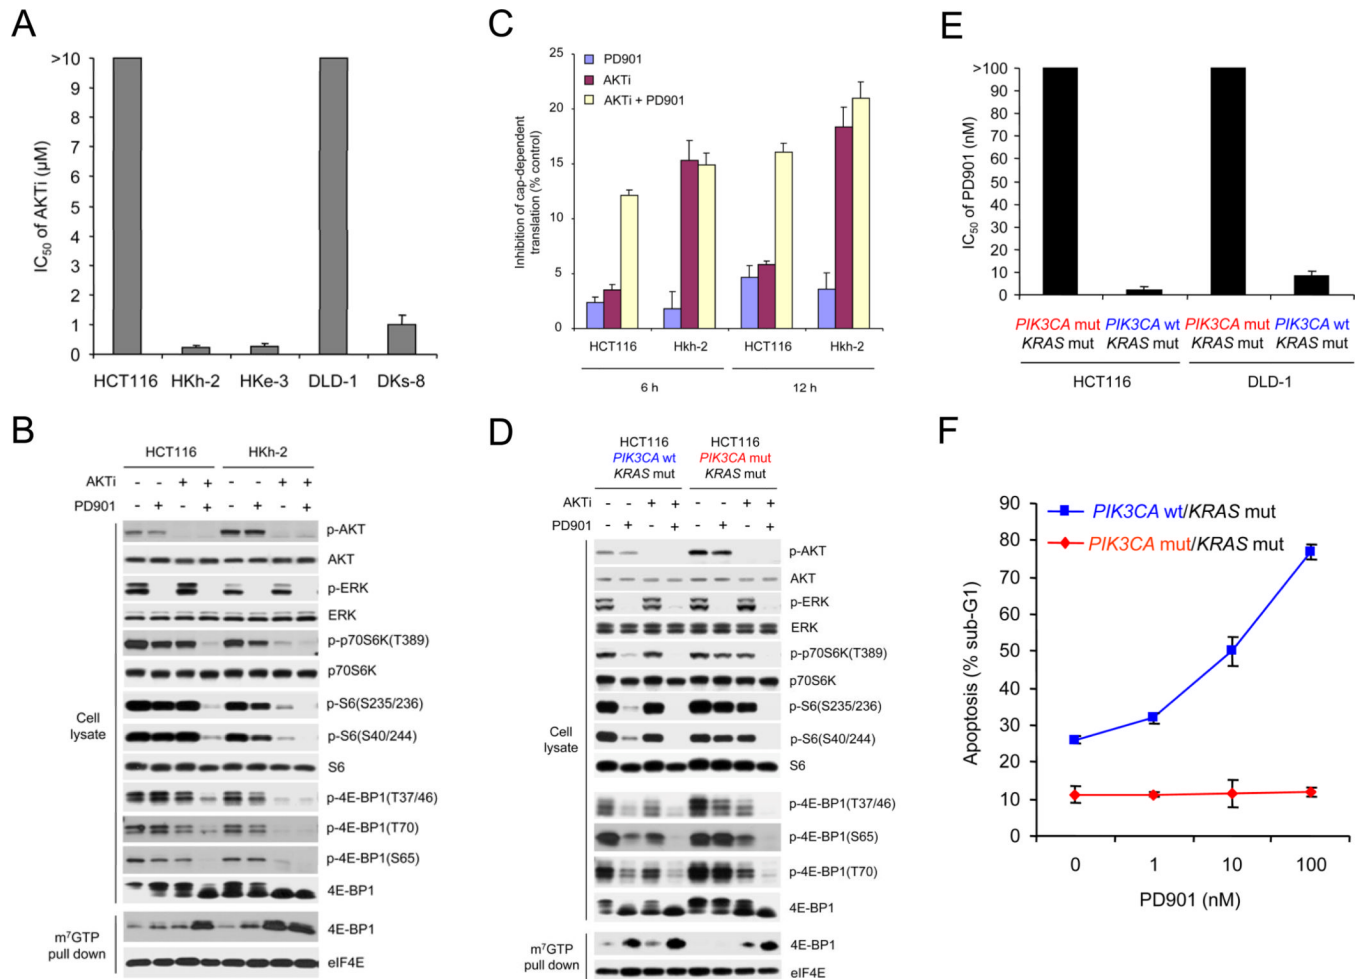 A
>10
10
9
8
7
6
5
4
3
2
1
0
IC50 of AKTi (µM)
HCT116 HKh-2 HKe-3 DLD-1 DKs-8
B
HCT116 HKh-2
AKTi - - + + - - + +
PD901 - + - + - + - +
p-AKT
AKT
p-ERK
ERK
p-p70S6K(T389)
p70S6K
p-S6(S235/236)
p-S6(S40/244)
S6
p-4E-BP1(T37/46)
p-4E-BP1(T70)
p-4E-BP1(S65)
4E-BP1
Cell
lysate
4E-BP1
eIF4E
m⁷GTP
pull down
C
25
20
15
10
5
0
Inhibition of cap-dependent
translation (% control)
PD901
AKTi
AKTi + PD901
HCT116 Hkh-2 HCT116 Hkh-2
6 h 12 h
D
HCT116 HCT116
PIK3CA wt PIK3CA mut
KRAS mut KRAS mut
AKTi - - + + - - + +
PD901 - + - + - + - +
p-AKT
AKT
p-ERK
ERK
p-p70S6K(T389)
p70S6K
p-S6(S235/236)
p-S6(S40/244)
S6
p-4E-BP1(T37/46)
p-4E-BP1(S65)
p-4E-BP1(T70)
4E-BP1
Cell
lysate
4E-BP1
eIF4E
m⁷GTP
pull down
E
>100
90
80
70
60
50
40
30
20
10
0
IC50 of PD901 (nM)
PIK3CA mut PIK3CA wt PIK3CA mut PIK3CA wt
KRAS mut KRAS mut KRAS mut KRAS mut
HCT116 DLD-1
F
90
80
70
60
50
40
30
20
10
0
Apoptosis (% sub-G1)
PIK3CA wt/KRAS mut
PIK3CA mut/KRAS mut
0 1 10 100
PD901 (nM)